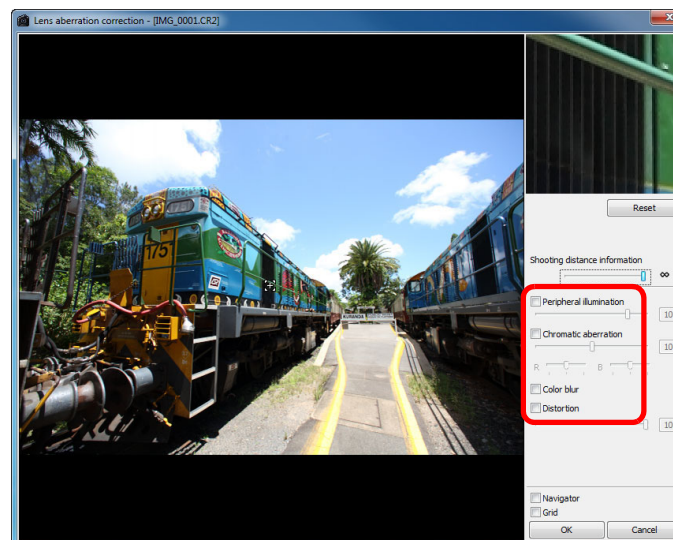 Lens aberration correction - [IMG_0001.CR2]
Reset
Shooting distance information
∞
Peripheral illumination
10
Chromatic aberration
10
R B
Color blur
Distortion
10
Navigator
Grid
OK Cancel
175
KURANDA